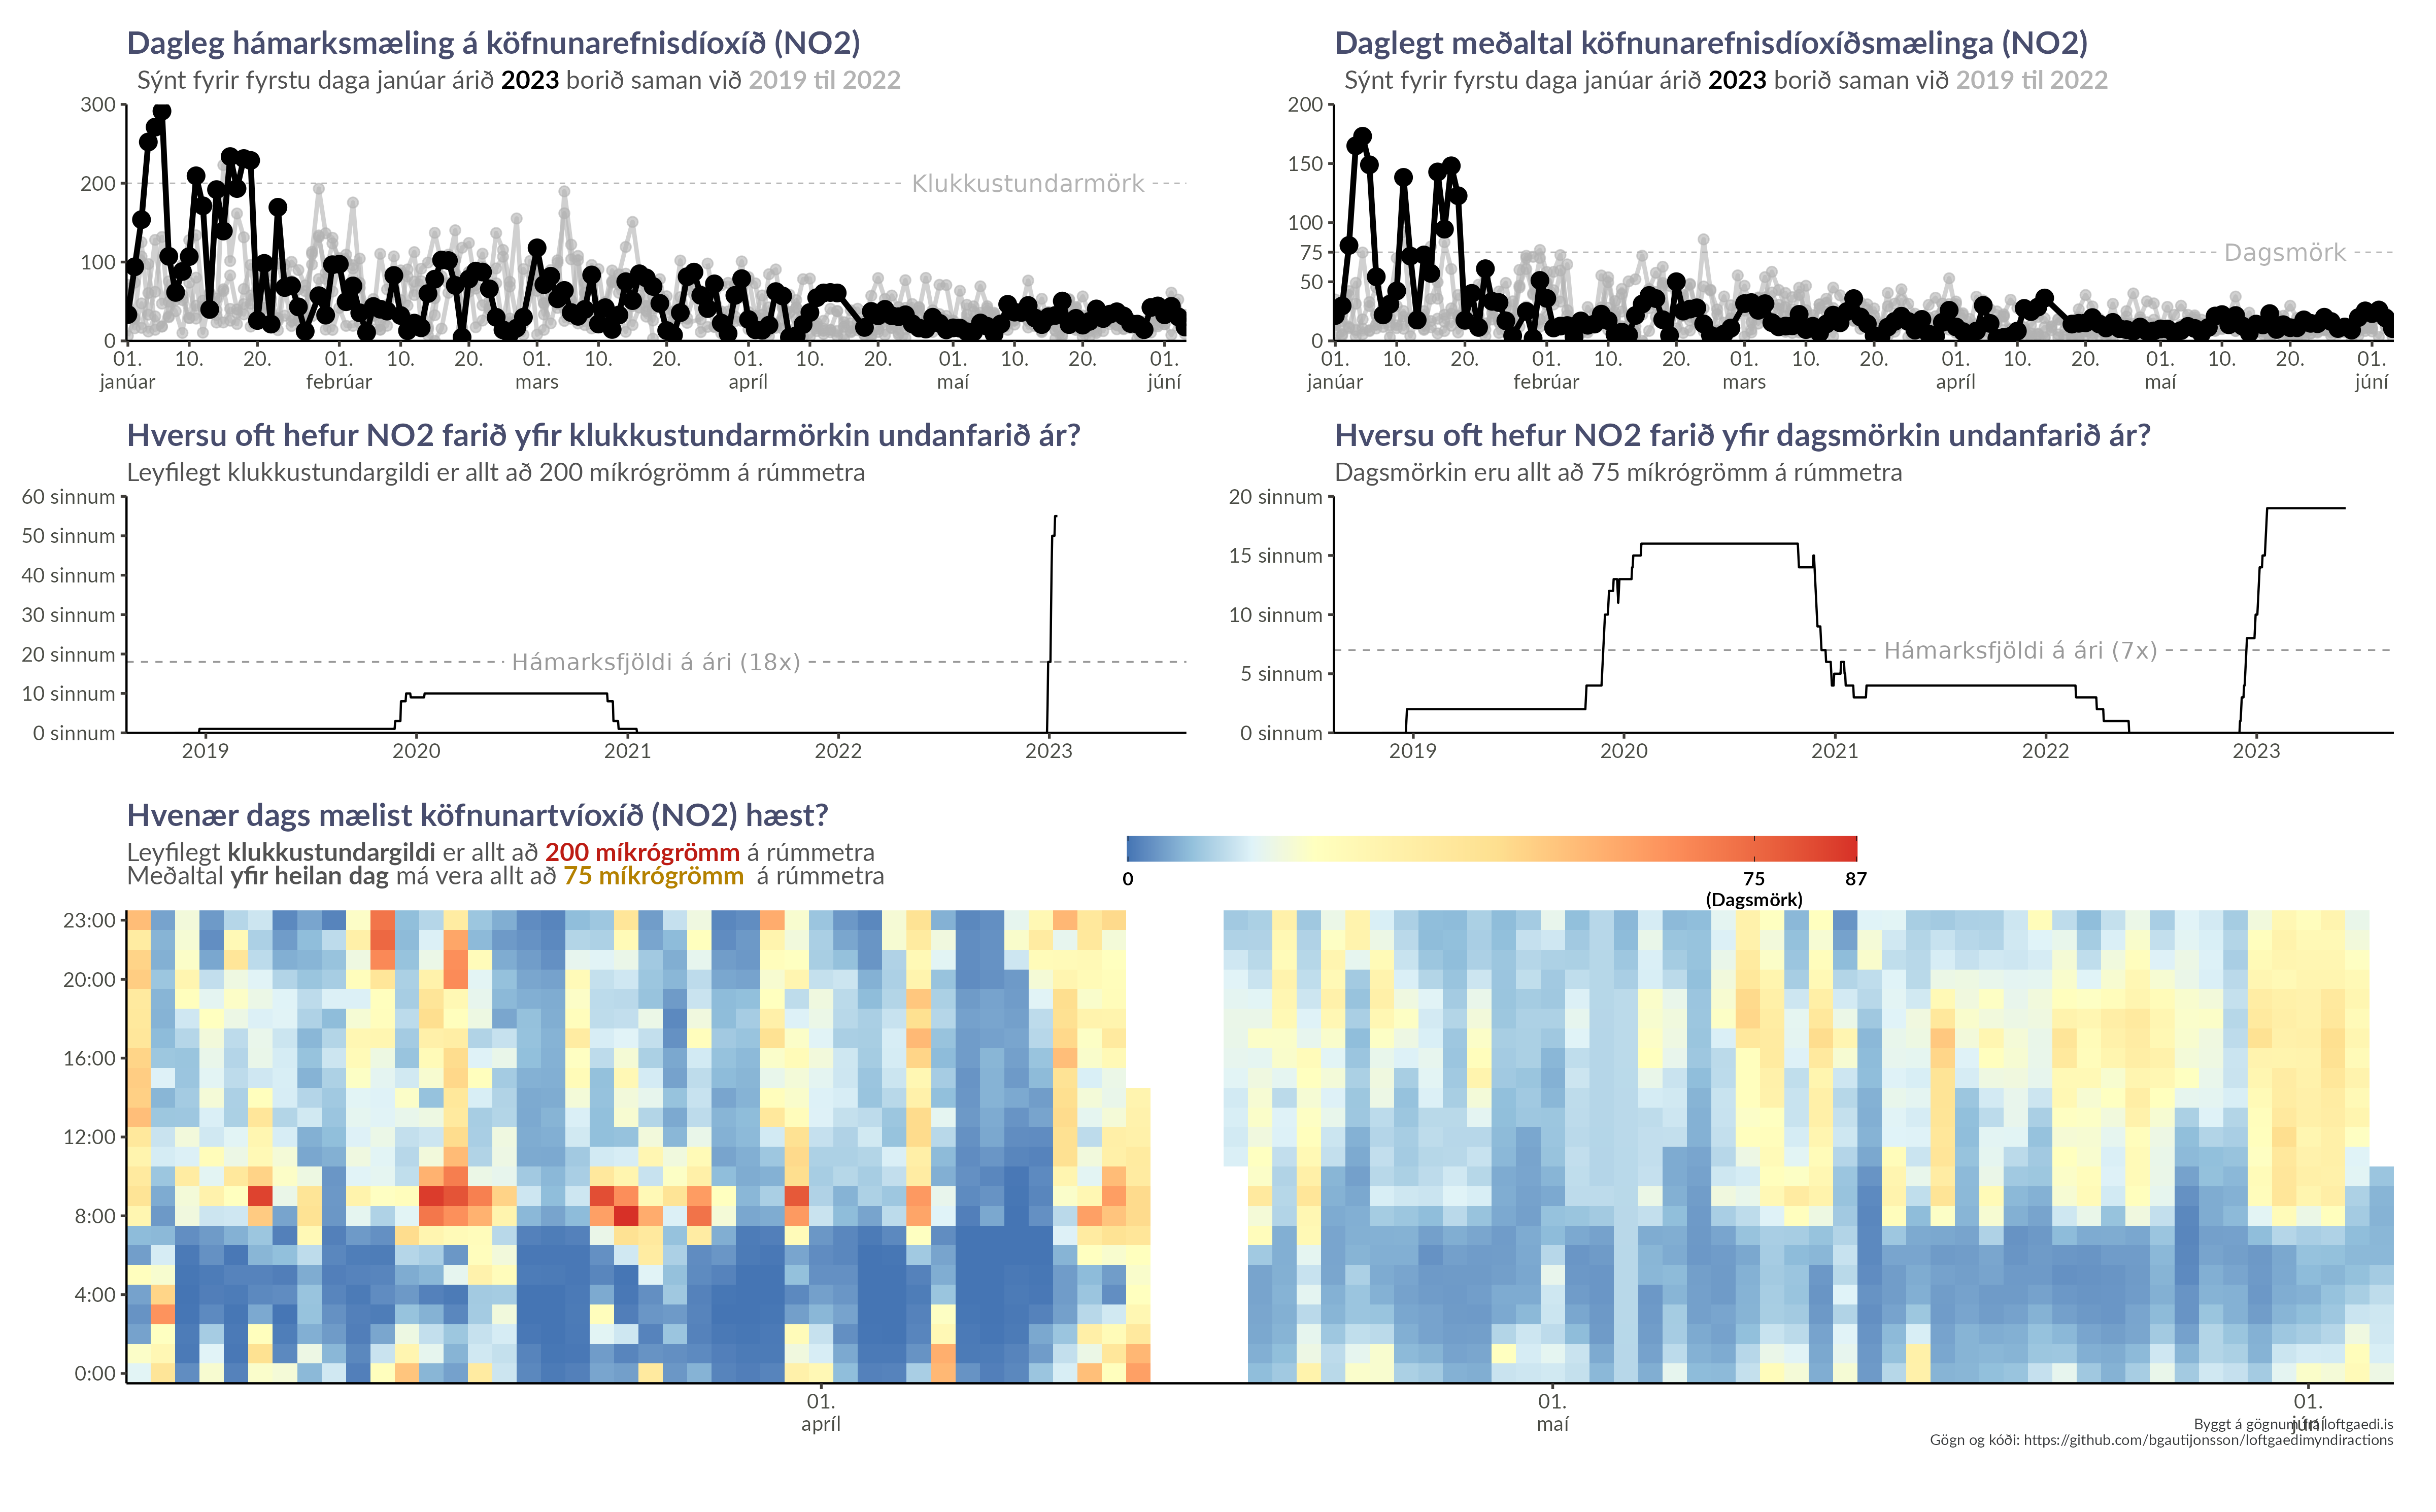 Dagleg hámarksmæling á köfnunarefnisdíoxíð (NO2)
Sýnt fyrir fyrstu daga janúar árið 2023 borið saman við 2019 til 2022
300
200
100
0
Klukkustundarmörk
01. 10. 20. 01. 10. 20. 01. 10. 20. 01. 10. 20. 01. 10. 20. 01.
janúar febrúar mars apríl maí júní
Daglegt meðaltal köfnunarefnisdíoxíðsmælinga (NO2)
Sýnt fyrir fyrstu daga janúar árið 2023 borið saman við 2019 til 2022
200
150
100
75
50
0
Dagsmörk
01. 10. 20. 01. 10. 20. 01. 10. 20. 01. 10. 20. 01. 10. 20. 01.
janúar febrúar mars apríl maí júní
Hversu oft hefur NO2 farið yfir klukkustundarmörkin undanfarið ár?
Leyfilegt klukkustundargildi er allt að 200 míkrógrömm á rúmmetra
60 sinnum
50 sinnum
40 sinnum
30 sinnum
20 sinnum
10 sinnum
0 sinnum
Hámarksfjöldi á ári (18x)
2019 2020 2021 2022 2023
Hversu oft hefur NO2 farið yfir dagsmörkin undanfarið ár?
Dagsmörkin eru allt að 75 míkrógrömm á rúmmetra
20 sinnum
15 sinnum
10 sinnum
5 sinnum
0 sinnum
Hámarksfjöldi á ári (7x)
2019 2020 2021 2022 2023
Hvenær dags mælist köfnunartvíoxíð (NO2) hæst?
Leyfilegt klukkustundargildi er allt að 200 míkrógrömm á rúmmetra
Meðaltal yfir heilan dag má vera allt að 75 míkrógrömm á rúmmetra
0 75 87
(Dagsmörk)
23:00
20:00
16:00
12:00
8:00
4:00
0:00
01. 01. 01.
apríl maí júní
Byggt á gögnum frá loftgaedi.is
Gögn og kóði: https://github.com/bgautijonsson/loftgaedimyndiractions